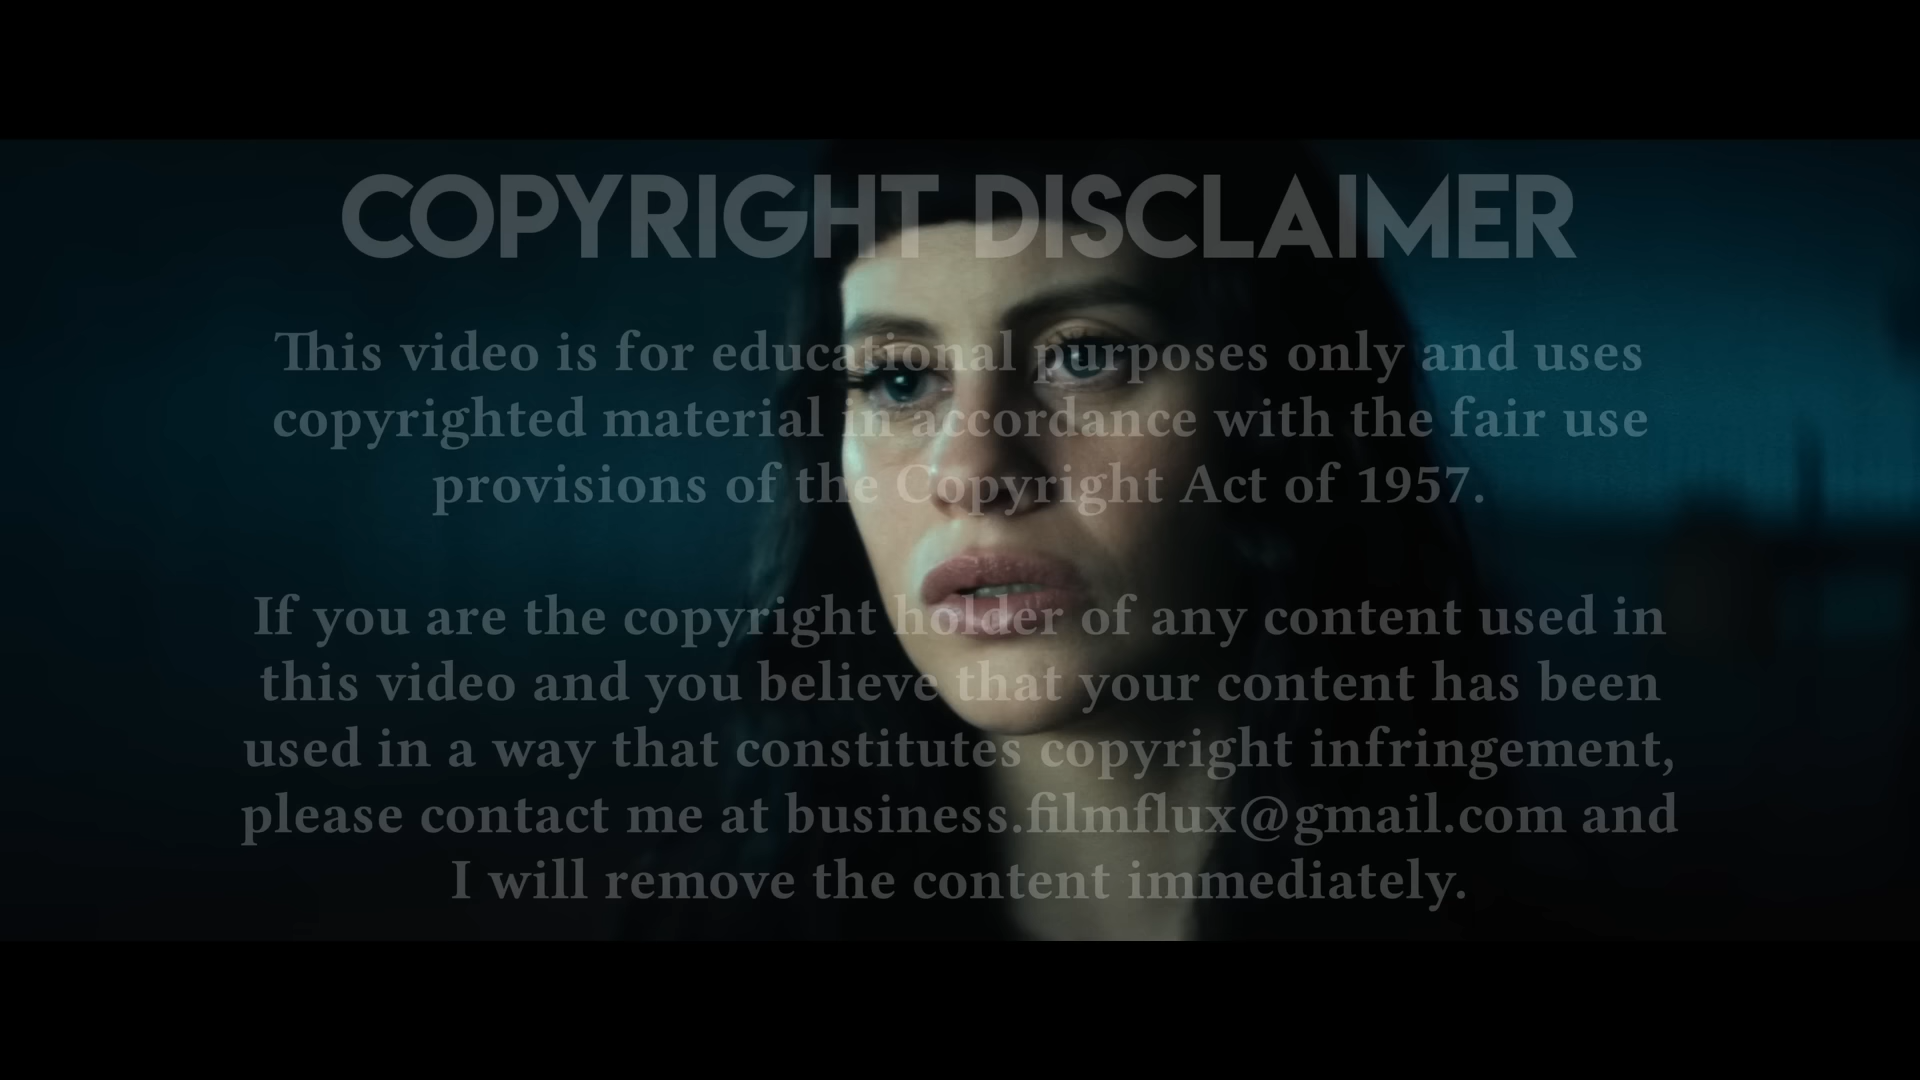 COPYRIGHT DISCLAIMER
This video is for educational purposes only and uses
copyrighted material in accordance with the fair use
provisions of the Copyright Act of 1957.
If you are the copyright holder of any content used in
this video and you believe that your content has been
used in a way that constitutes copyright infringement,
please contact me at business.filmflux@gmail.com and
I will remove the content immediately.